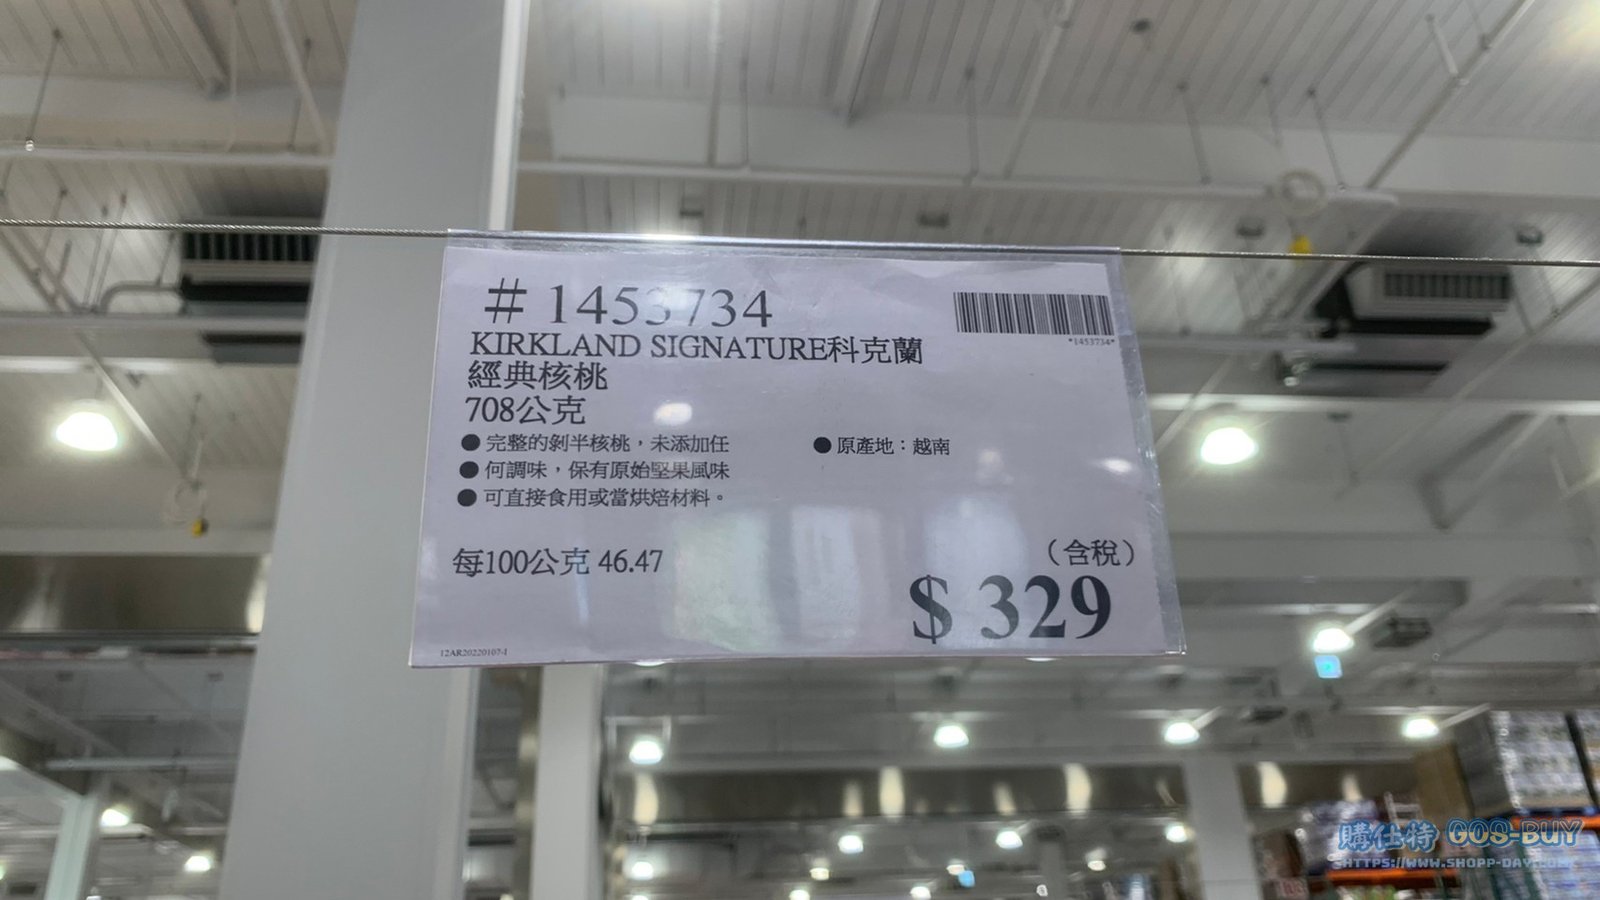 # 1453734
*1453734*
KIRKLAND SIGNATURE科克蘭
經典核桃
708公克
● 完整的剝半核桃，未添加任
● 何調味，保有原始堅果風味
● 可直接食用或當烘焙材料。
● 原產地：越南
每100公克 46.47
（含稅）
$ 329
12AR20220107-1
購仕特 GOS-BUY
HTTPS://WWW.SHOPP-DAY.COM/